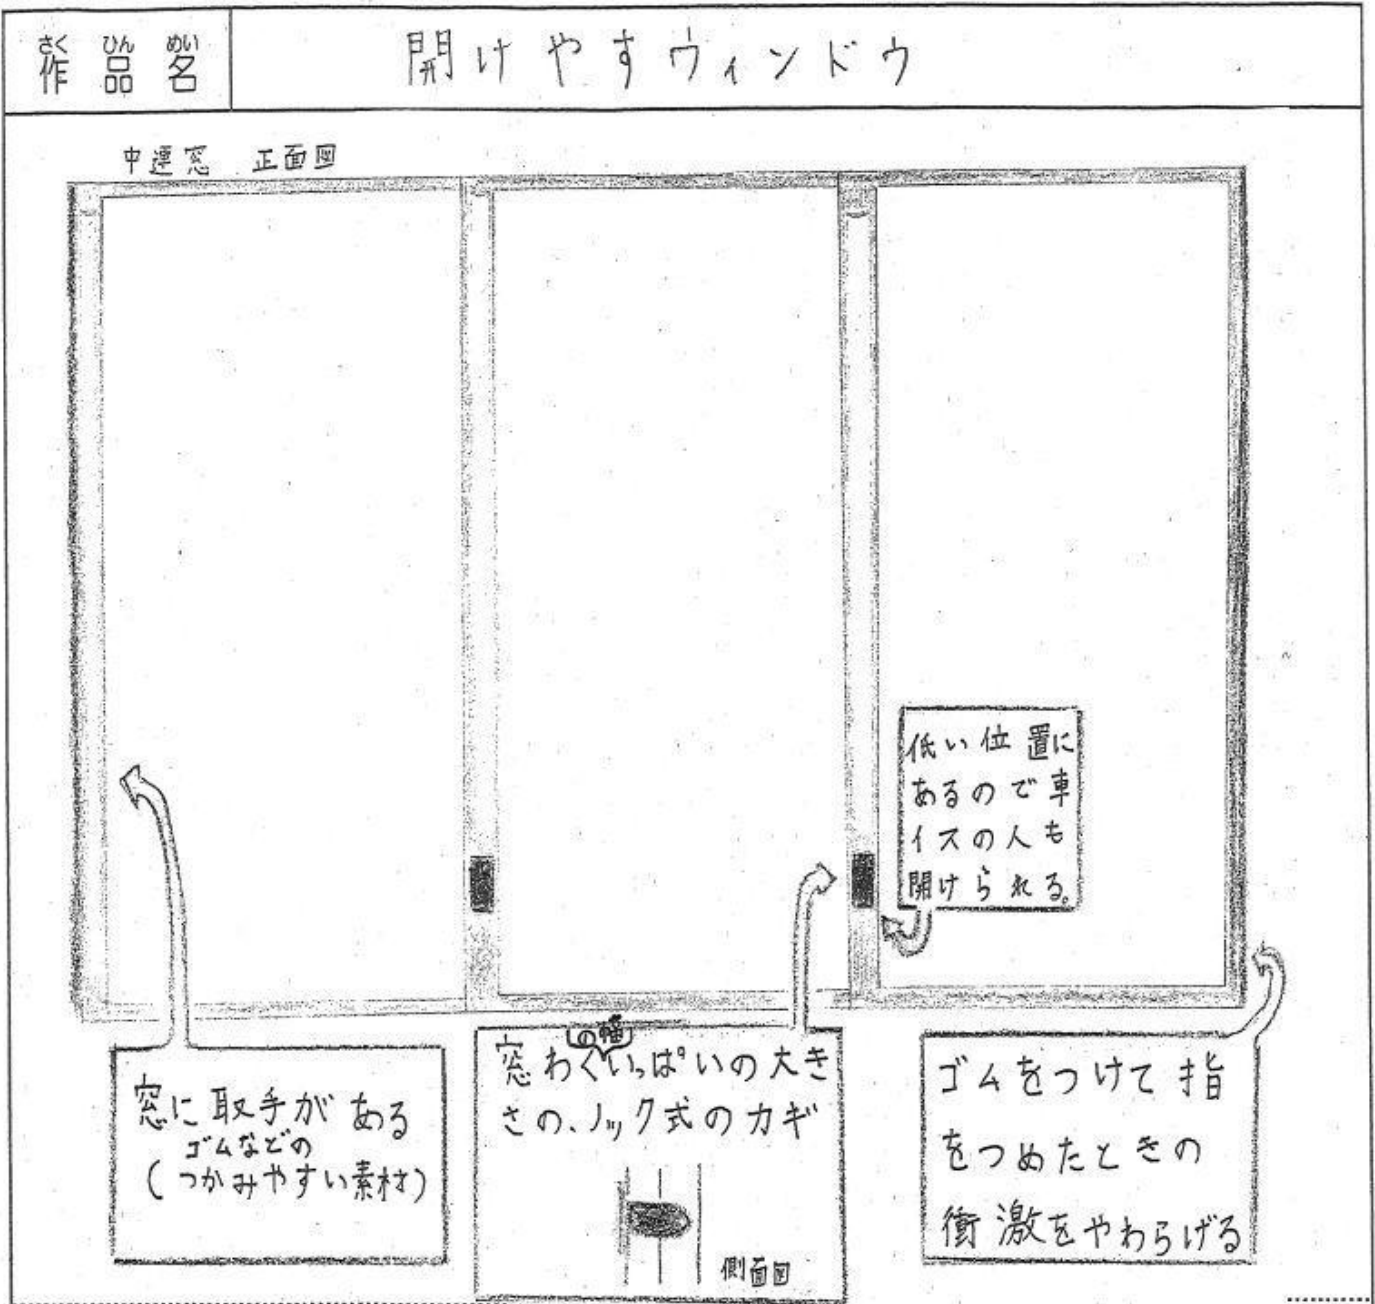 さく ひん めい
作品名
開けやすウィンドウ
中連窓 正面図
低い位置に
あるので車
イスの人も
開けられる。
窓に取手がある
ゴムなどの
(つかみやすい素材)
の幅
窓わくいっぱいの大き
さの、ノック式のカギ
側面図
ゴムをつけて指
をつめたときの
衝激をやわらげる